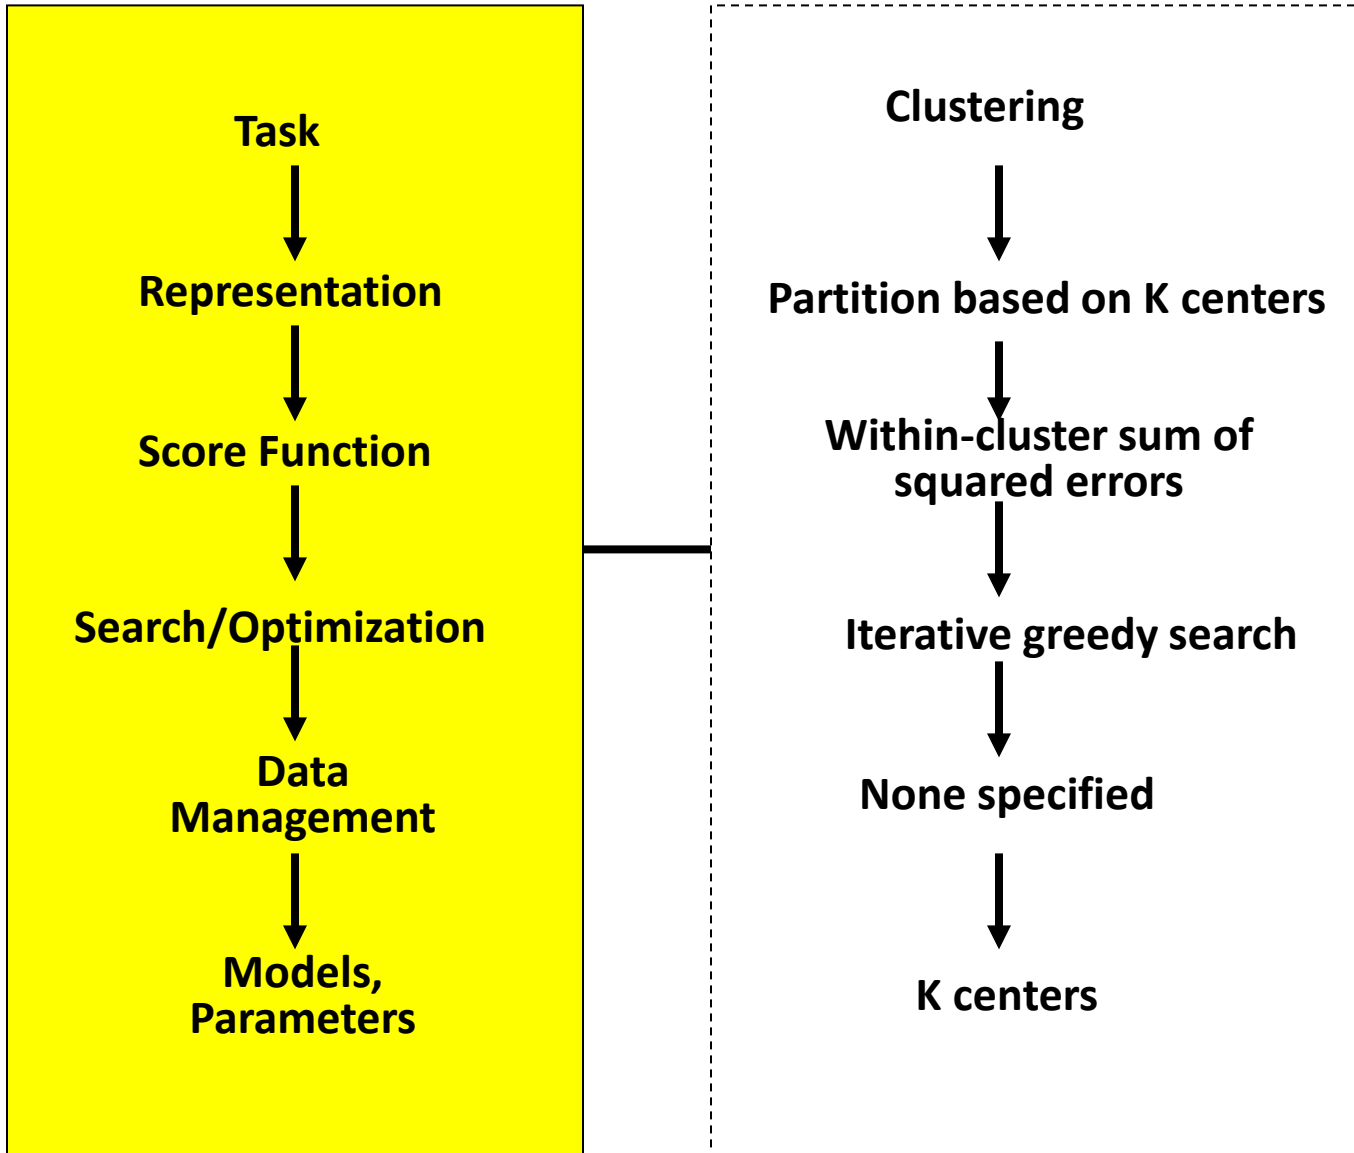 Task
Representation
Score Function
Search/Optimization
Data
Management
Models,
Parameters
Clustering
Partition based on K centers
Within-cluster sum of
squared errors
Iterative greedy search
None specified
K centers